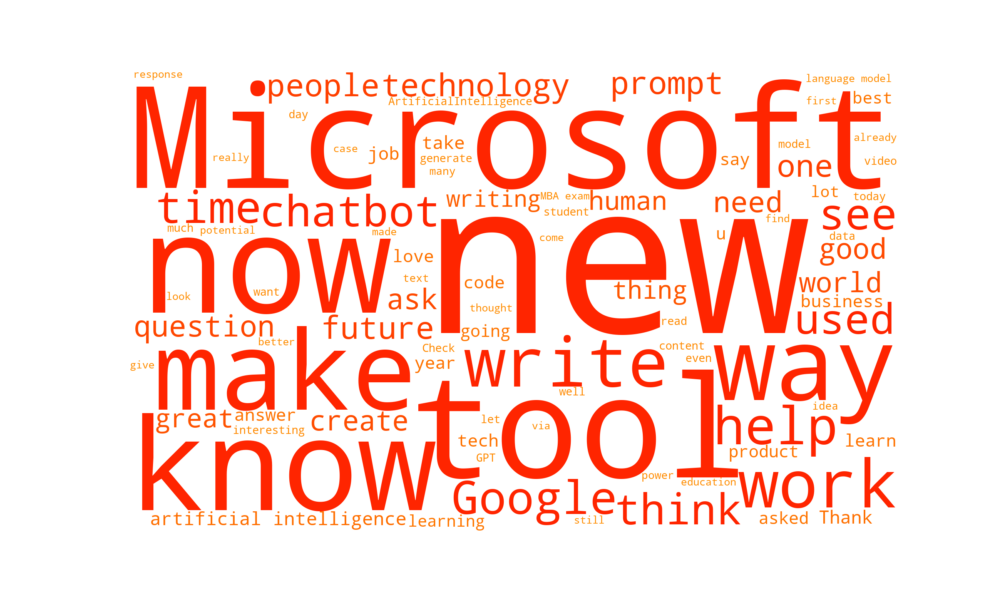 response
Microsoft
people
technology
prompt
language model
ArtificialIntelligence
first
best
day
take
already
really
case
job
generate
many
say
model
one
video
time
chatbot
writing
MBA exam
human
need
lot
today
see
student
find
much
potential
made
now
new
come
u
data
good
love
text
code
thing
world
look
want
ask
thought
business
question
future
going
read
used
better
Check
content
give
make
year
write
even
way
well
great
answer
create
tool
let
via
help
idea
interesting
know
tech
GPT
product
learn
power
education
Google
think
work
artificial intelligence
learning
still
asked
Thank